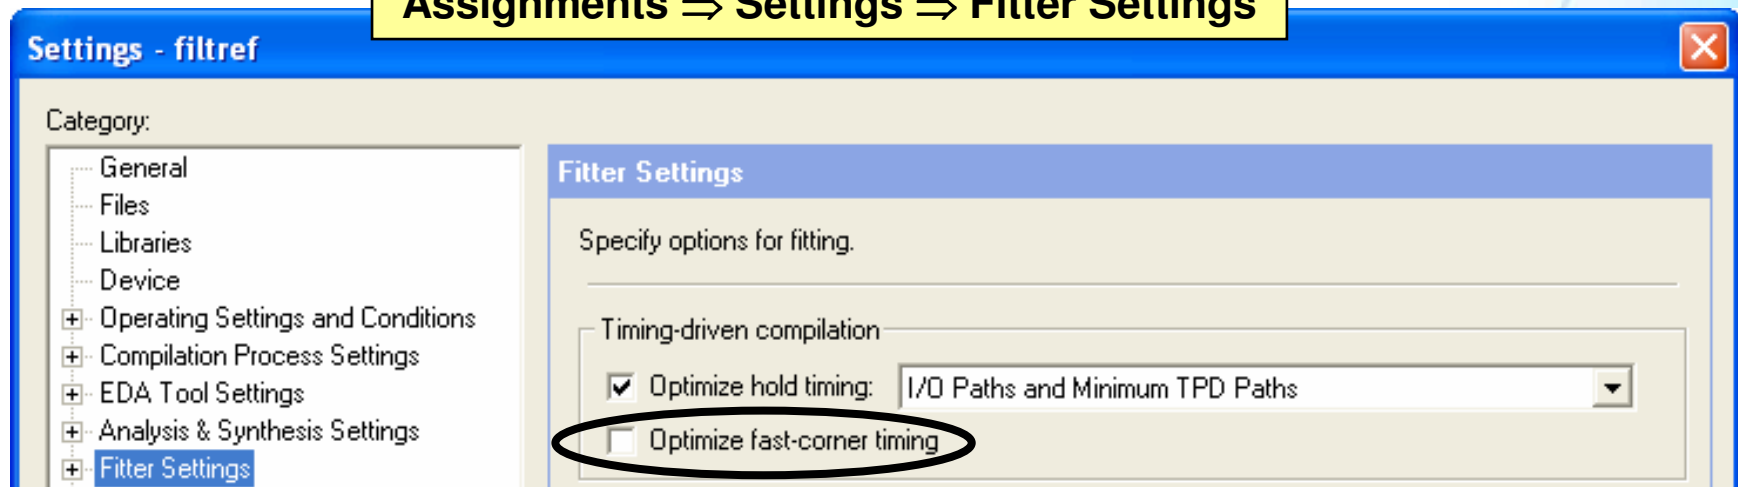 Assignments ⇒ Settings ⇒ Fitter Settings
Settings - filtref
Category:
General
Files
Libraries
Device
Operating Settings and Conditions
Compilation Process Settings
EDA Tool Settings
Analysis & Synthesis Settings
Fitter Settings
Fitter Settings
Specify options for fitting.
Timing-driven compilation
Optimize hold timing: I/O Paths and Minimum TPD Paths
Optimize fast-corner timing